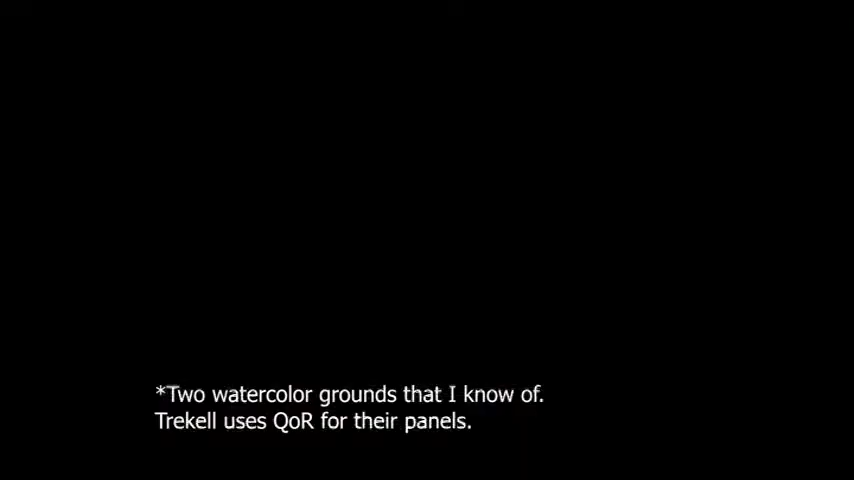 *Two watercolor grounds that I know of.
Trekell uses QoR for their panels.